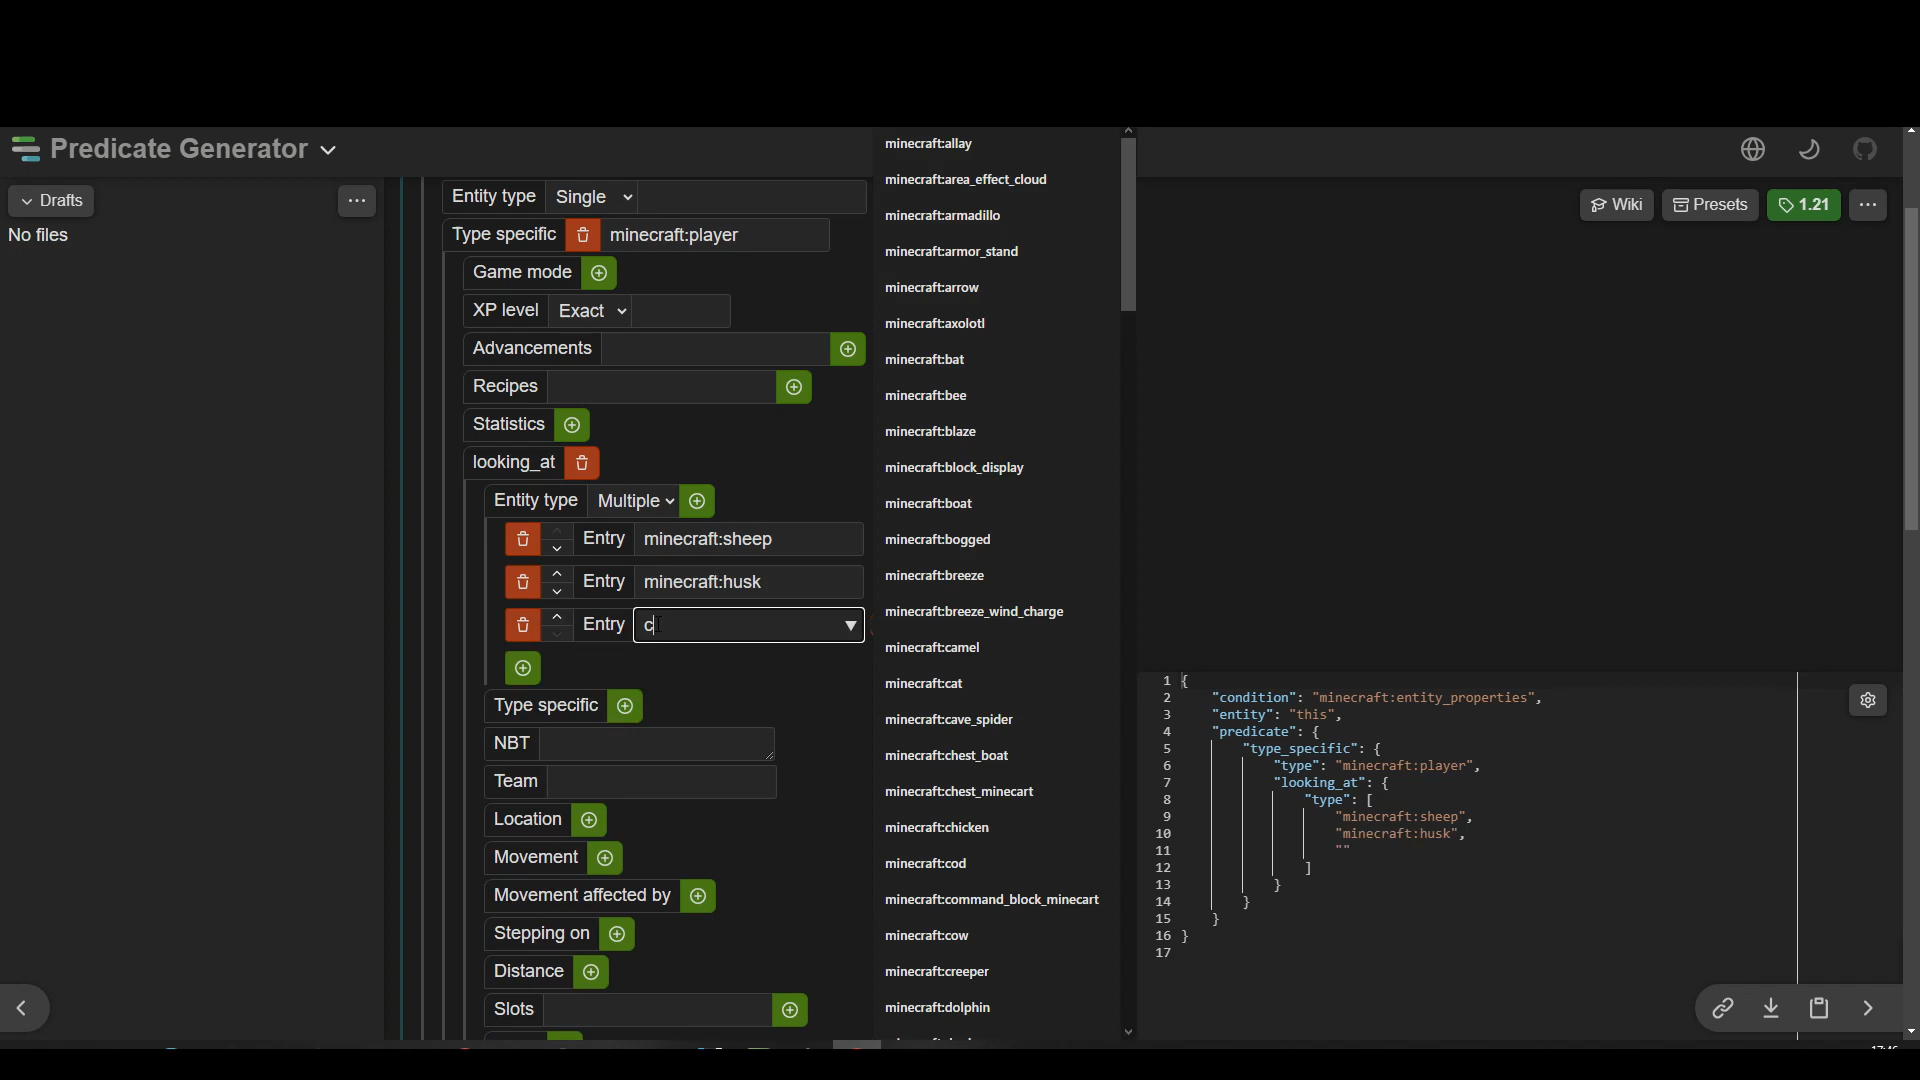 Predicate Generator
Drafts
No files
Entity type Single
Type specific minecraft:player
Game mode
XP level Exact
Advancements
Recipes
Statistics
looking_at
Entity type Multiple
Entry minecraft:sheep
Entry minecraft:husk
Entry c
Type specific
NBT
Team
Location
Movement
Movement affected by
Stepping on
Distance
Slots
minecraft:allay
minecraft:area_effect_cloud
minecraft:armadillo
minecraft:armor_stand
minecraft:arrow
minecraft:axolotl
minecraft:bat
minecraft:bee
minecraft:blaze
minecraft:block_display
minecraft:boat
minecraft:bogged
minecraft:breeze
minecraft:breeze_wind_charge
minecraft:camel
minecraft:cat
minecraft:cave_spider
minecraft:chest_boat
minecraft:chest_minecart
minecraft:chicken
minecraft:cod
minecraft:command_block_minecart
minecraft:cow
minecraft:creeper
minecraft:dolphin
Wiki Presets 1.21
1 {
2 "condition": "minecraft:entity_properties",
3 "entity": "this",
4 "predicate": {
5 "type_specific": {
6 "type": "minecraft:player",
7 "looking_at": {
8 "type": [
9 "minecraft:sheep",
10 "minecraft:husk",
11 ""
12 ]
13 }
14 }
15 }
16 }
17